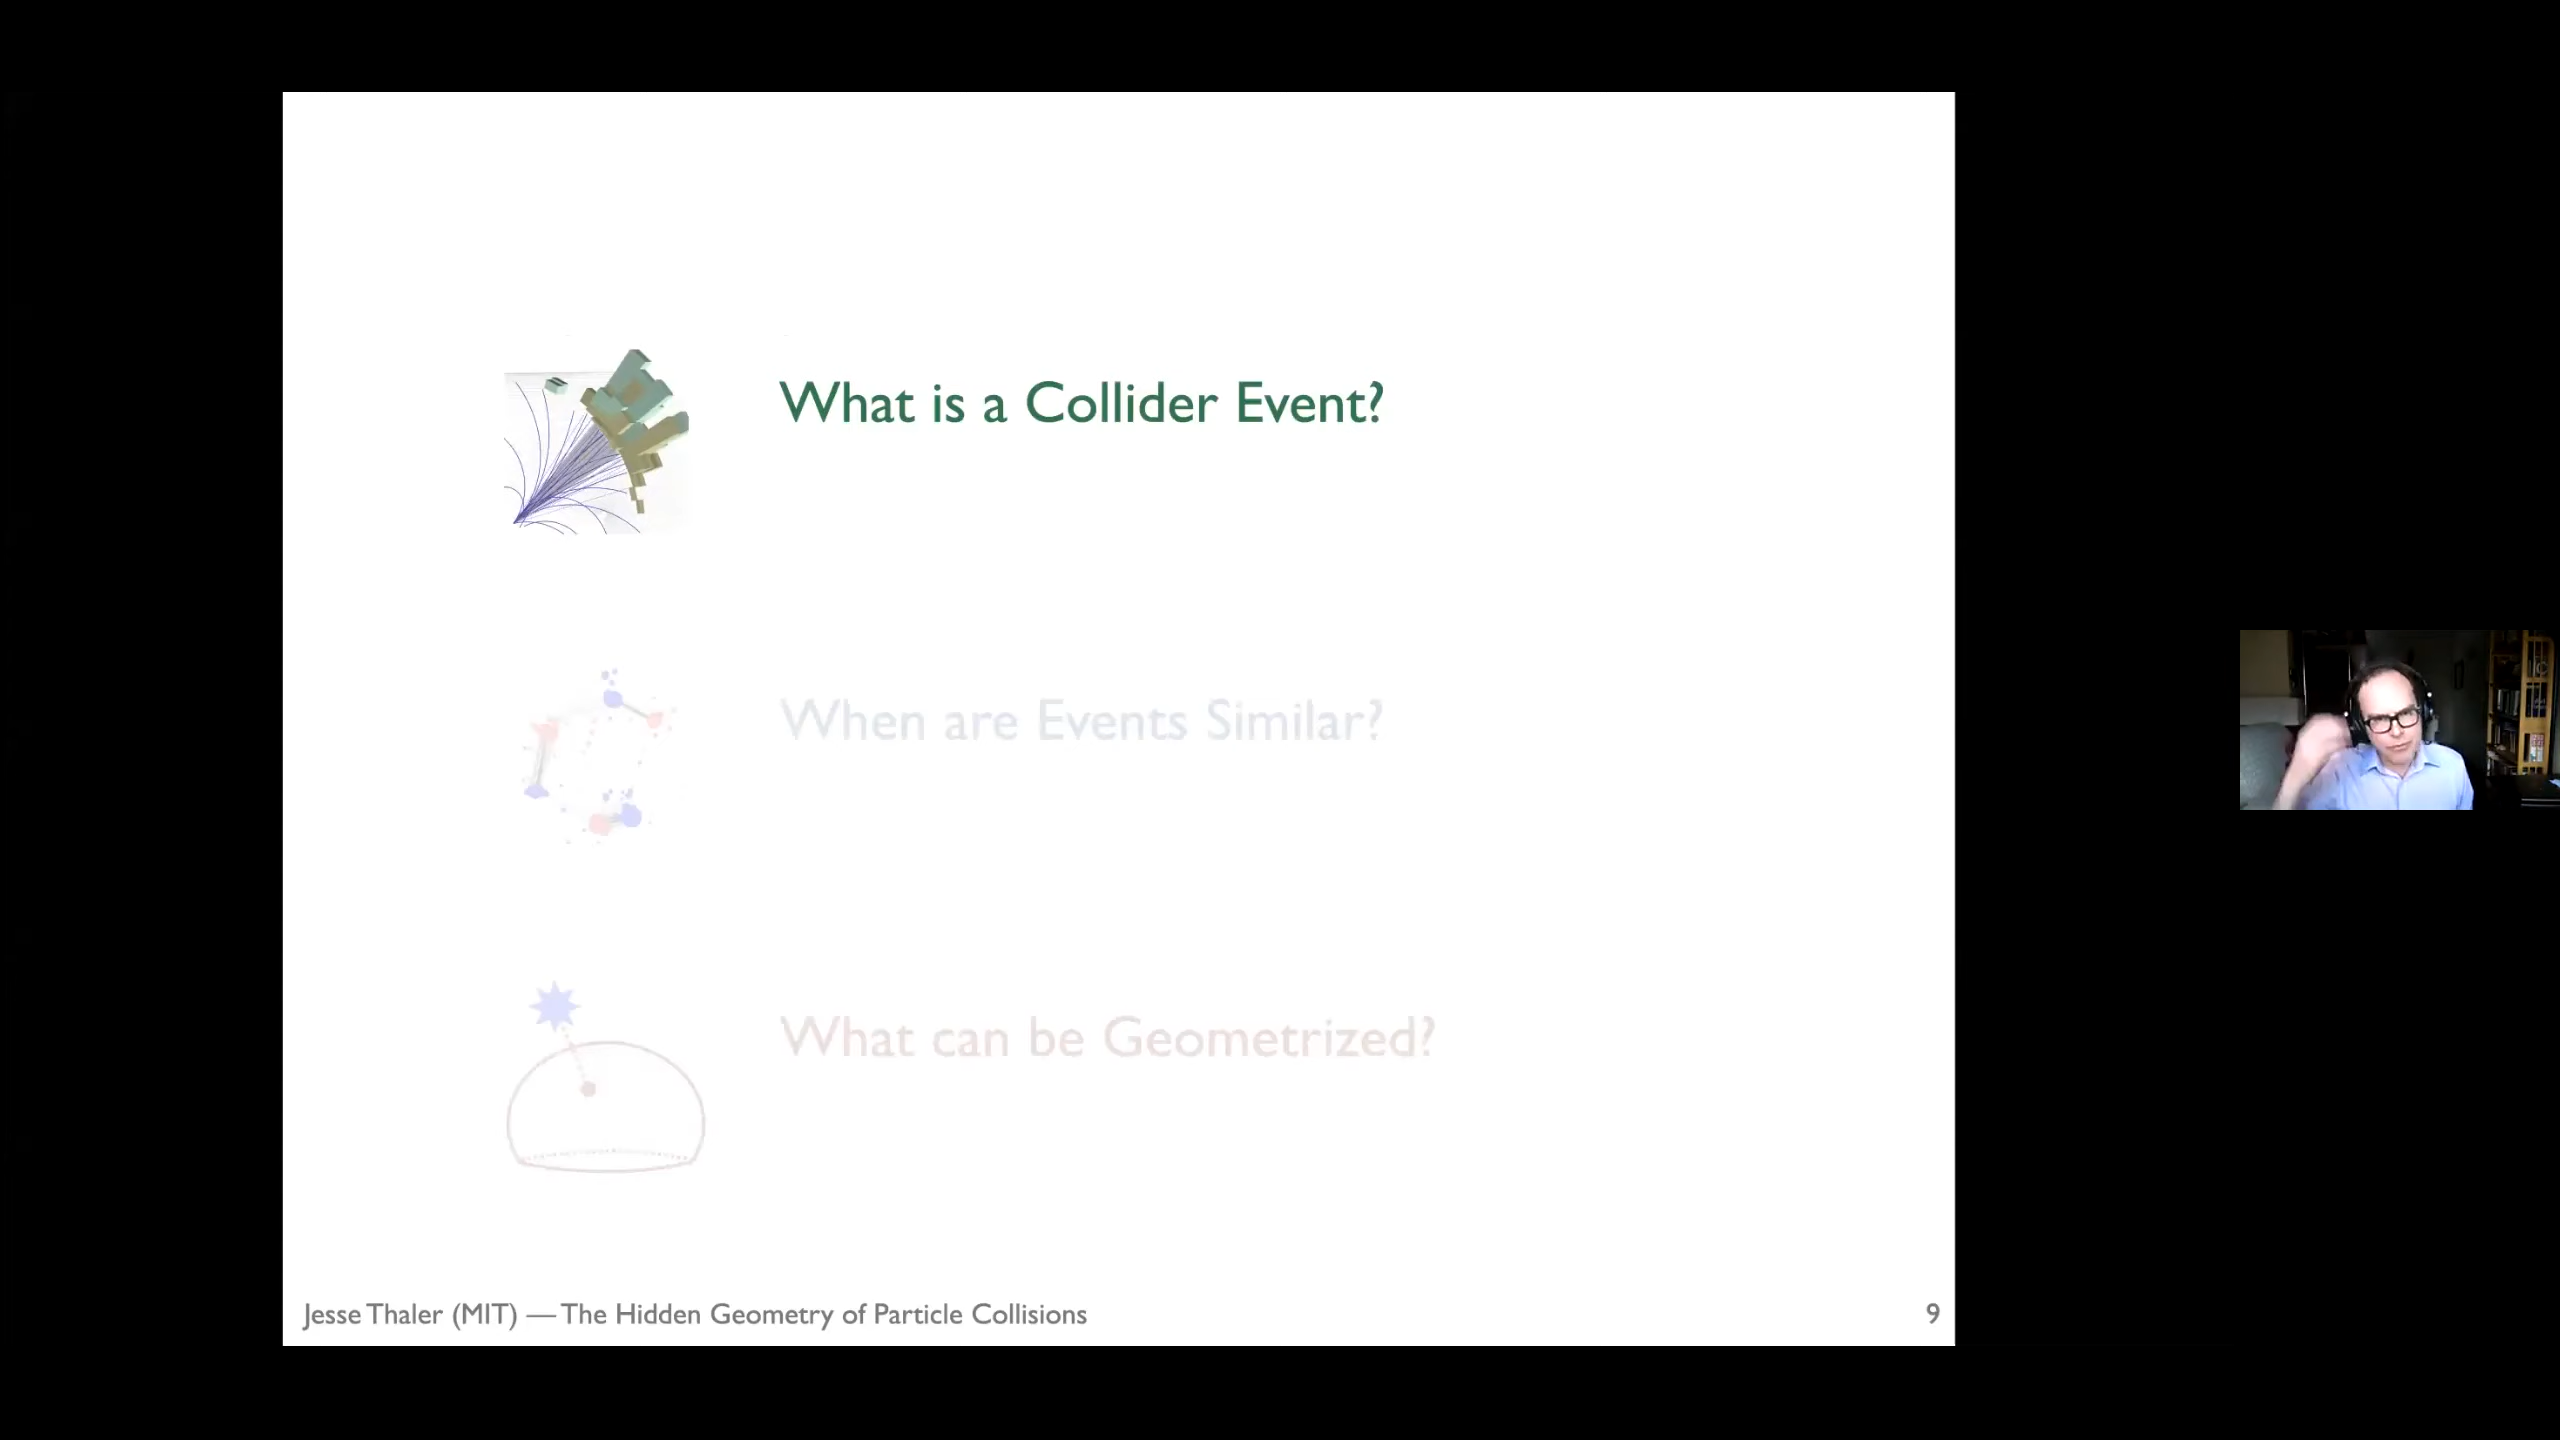 What is a Collider Event?
When are Events Similar?
What can be Geometrized?
Jesse Thaler (MIT) — The Hidden Geometry of Particle Collisions
9